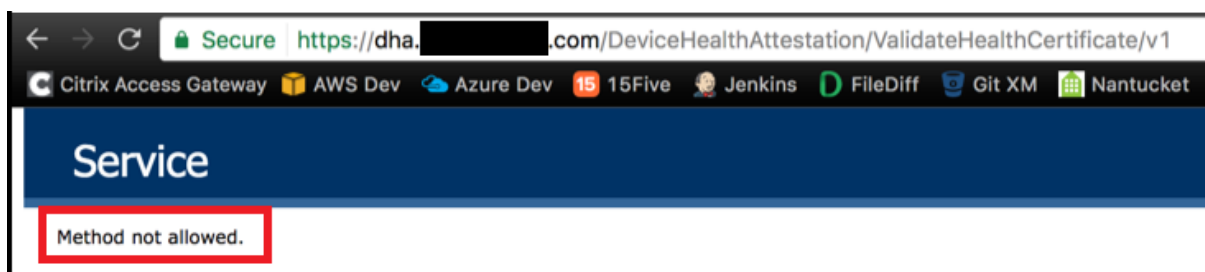 Secure https://dha. .com/DeviceHealthAttestation/ValidateHealthCertificate/v1
C Citrix Access Gateway AWS Dev Azure Dev 15 15Five Jenkins D FileDiff Git XM Nantucket
Service
Method not allowed.